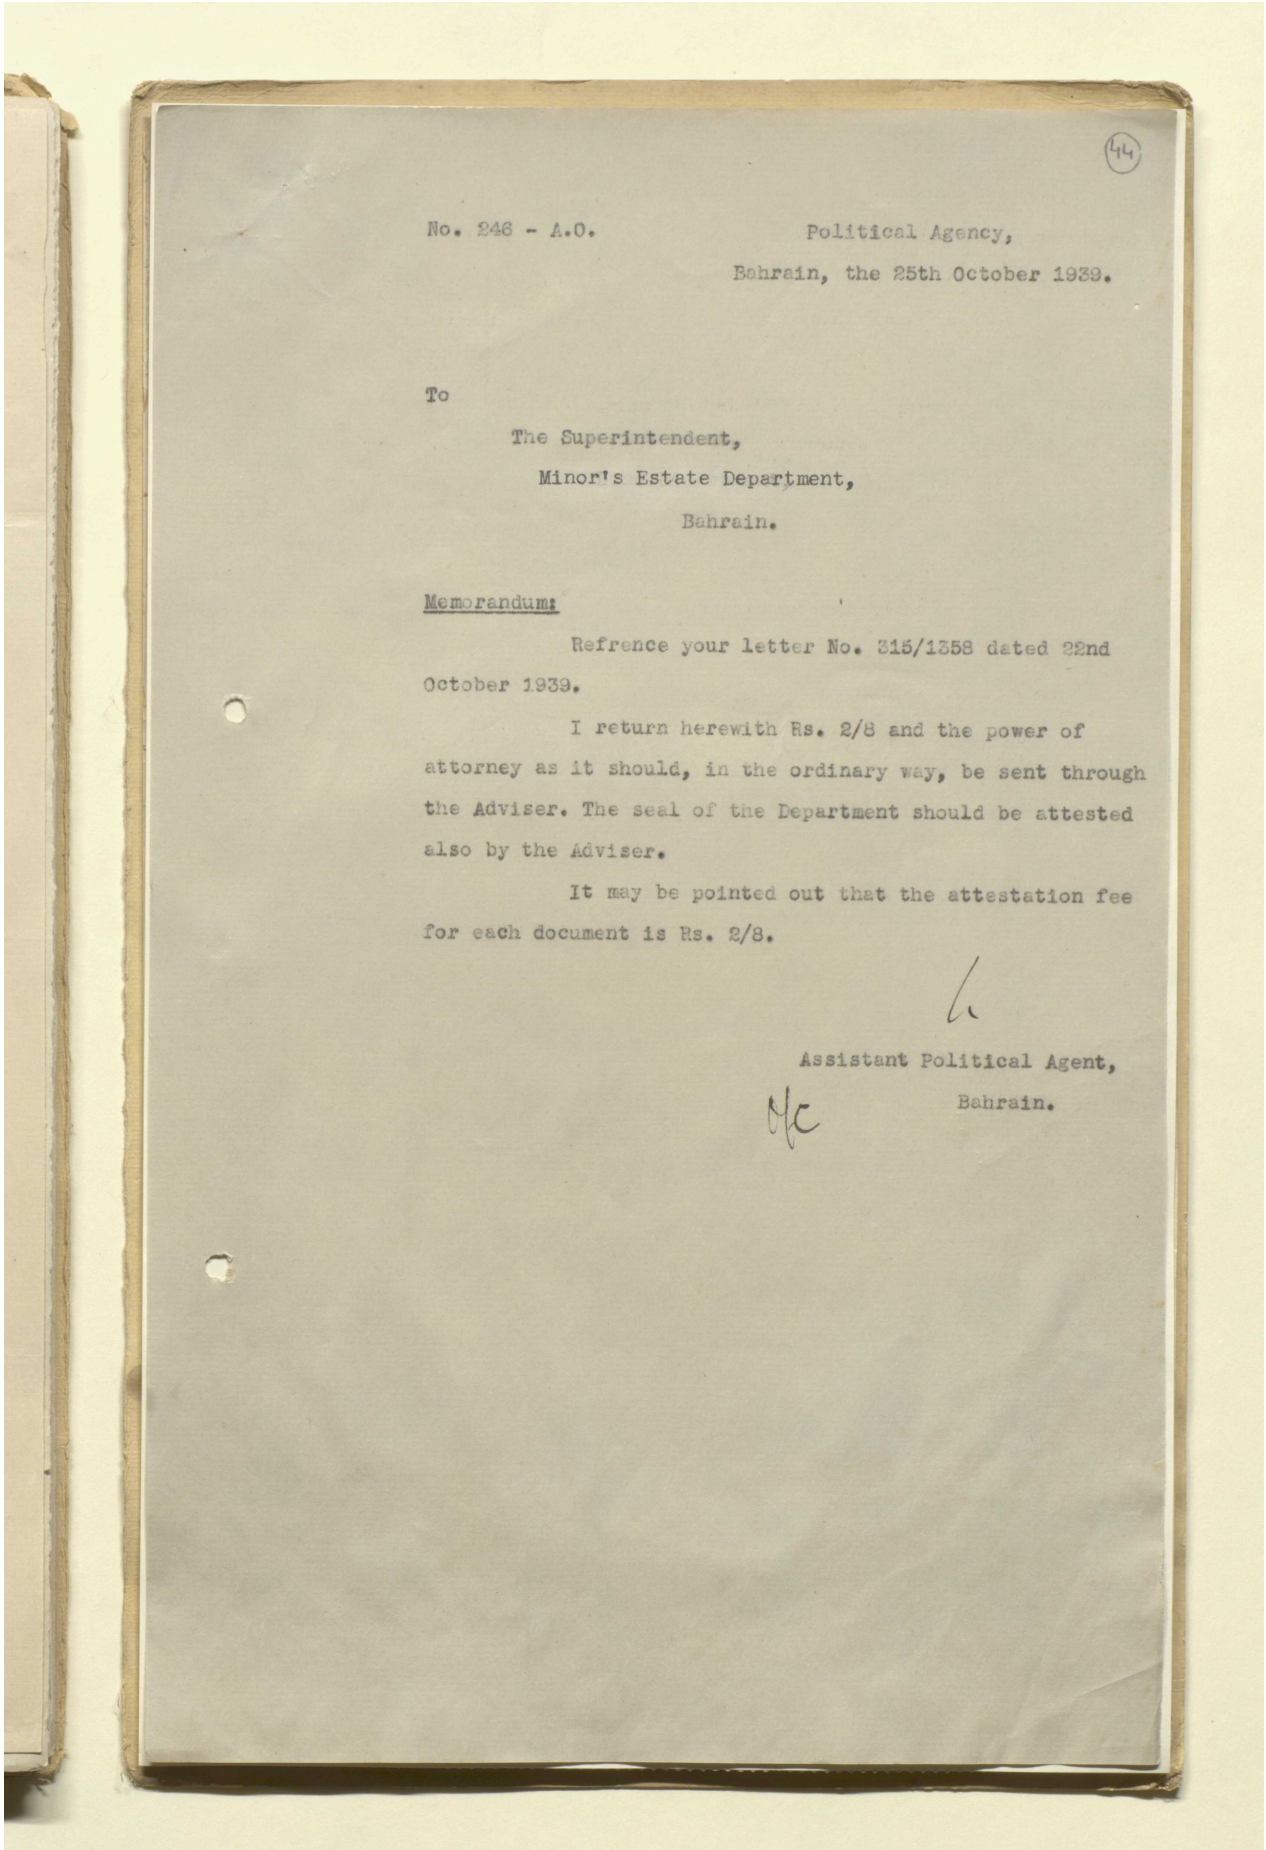 44
No. 246 - A.O.
Political Agency,
Bahrain, the 25th October 1939.
To
The Superintendent,
Minor's Estate Department,
Bahrain.
Memorandum:
Refrence your letter No. 315/1358 dated 22nd
October 1939.
I return herewith Rs. 2/8 and the power of
attorney as it should, in the ordinary way, be sent through
the Adviser. The seal of the Department should be attested
also by the Adviser.
It may be pointed out that the attestation fee
for each document is Rs. 2/8.
Assistant Political Agent,
Bahrain.
O/C